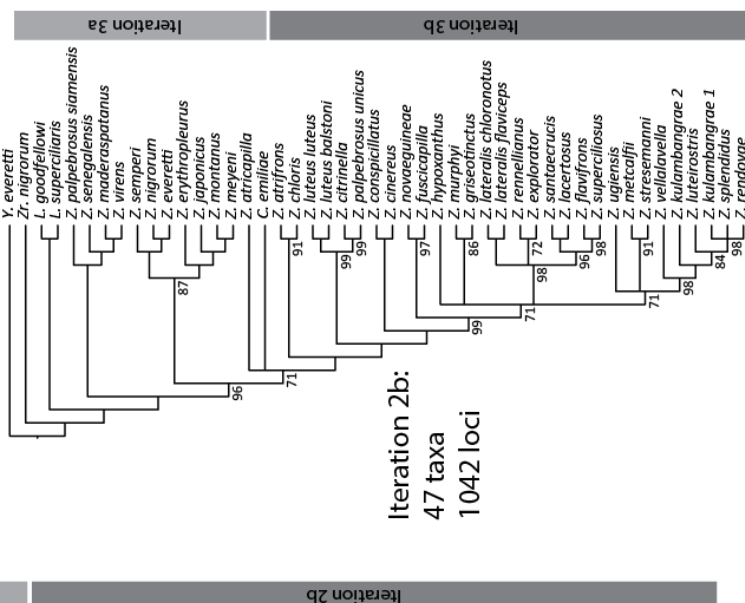 Iteration 3a
Iteration 3b
Y. everetti
Zr. nigrorum
L. goodfellowi
L. superciliaris
Z. palpebrosus siamensis
Z. senegalensis
Z. maderaspatanus
Z. virens
Z. semperi
Z. nigrorum
Z. everetti
Z. erythropleurus
Z. japonicus
Z. montanus
Z. meyeni
Z. atricapilla
C. emiliae
Z. atrifrons
Z. chloris
Z. luteus luteus
Z. luteus balstoni
Z. citrinella
Z. palpebrosus unicus
Z. conspicillatus
Z. cinereus
Z. novaeguineae
Z. fuscicapilla
Z. hypoxanthus
Z. murphyi
Z. griseotinctus
Z. lateralis chloronotus
Z. lateralis flaviceps
Z. rennellianus
Z. explorator
Z. santaecrucis
Z. lacertosus
Z. flavifrons
Z. superciliosus
Z. ugiensis
Z. metcalfii
Z. stresemanni
Z. vellalavella
Z. kulambangrae 2
Z. luteirostris
Z. kulambangrae 1
Z. splendidus
Z. rendovae
87
96
71
91
99
99
97
99
86
71
98
72
96
98
91
71
98
84
98
Iteration 2b:
47 taxa
1042 loci
Iteration 2b